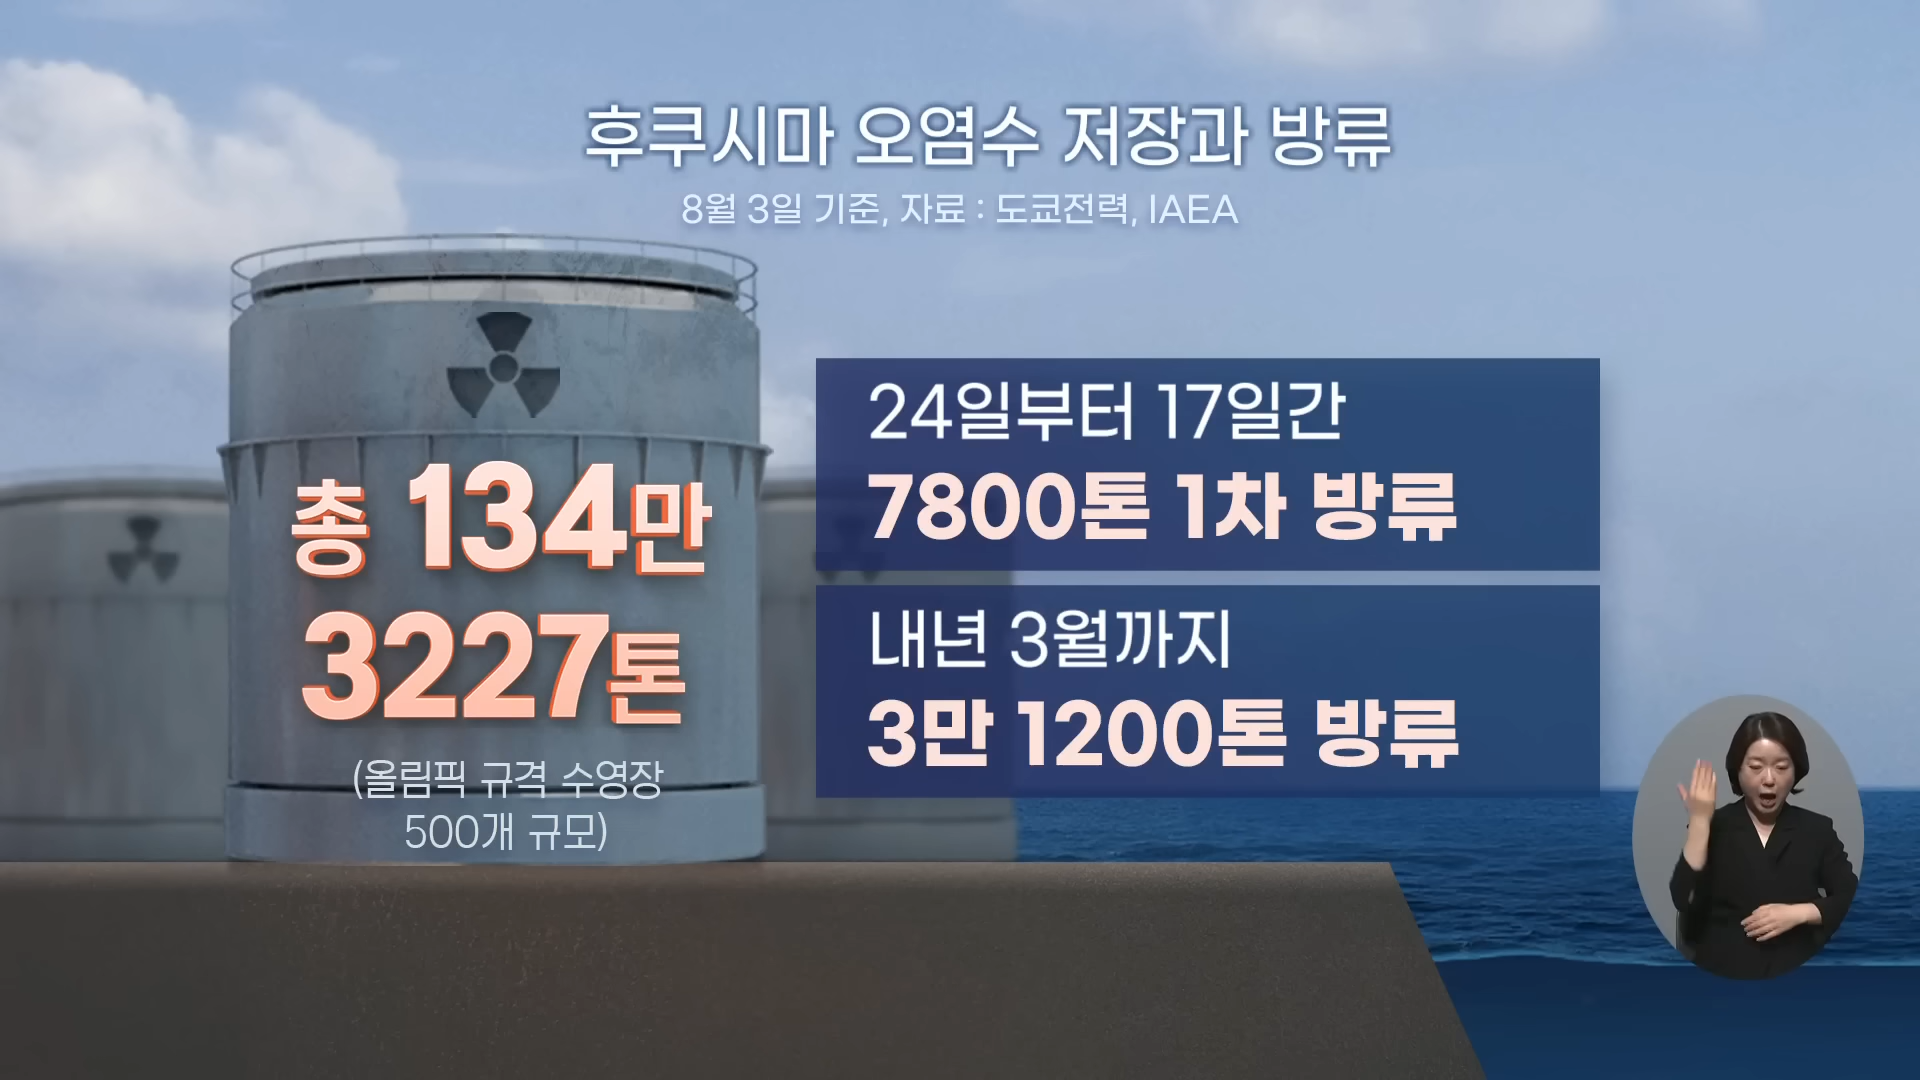 후쿠시마 오염수 저장과 방류
8월 3일 기준, 자료 : 도쿄전력, IAEA
총 134만
3227톤
(올림픽 규격 수영장
500개 규모)
24일부터 17일간
7800톤 1차 방류
내년 3월까지
3만 1200톤 방류